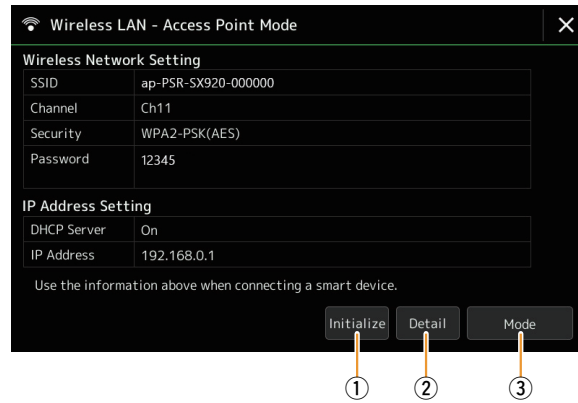 Wireless LAN - Access Point Mode
Wireless Network Setting
SSID ap-PSR-SX920-000000
Channel Ch11
Security WPA2-PSK(AES)
Password 12345
IP Address Setting
DHCP Server On
IP Address 192.168.0.1
Use the information above when connecting a smart device.
Initialize Detail Mode
① ② ③